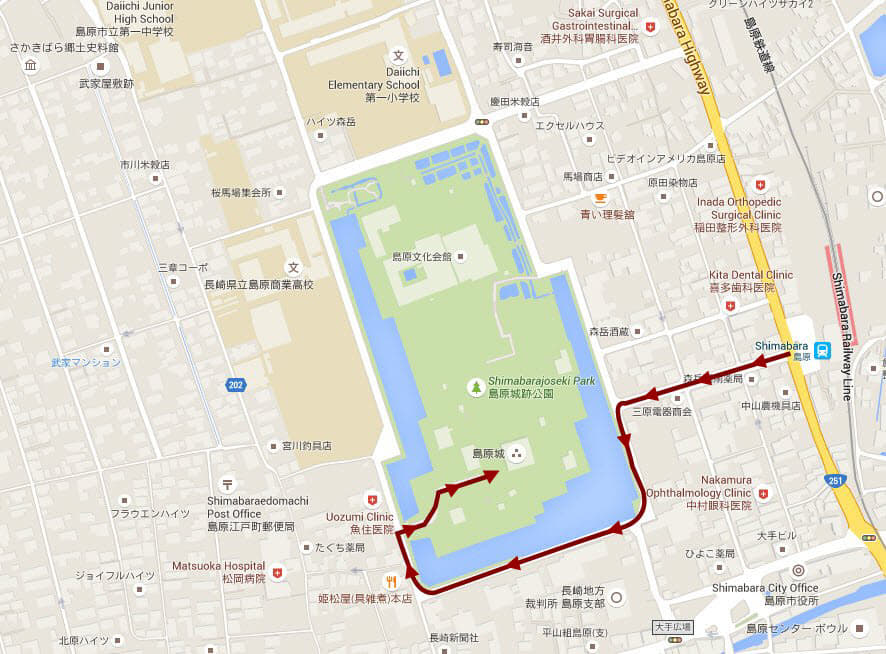 Daiichi Junior
High School
島原市立第一中学校
さかきばら郷土史料館
武家屋敷跡
Daiichi
Elementary School
第一小学校
寿司海音
Sakai Surgical
Gastrointestinal...
酒井外科胃腸科医院
Shimabara Highway
島原鉄道線
グリーンハイツサカイ2
慶田米穀店
エクセルハウス
ハイツ森岳
ビデオインアメリカ島原店
馬場商店
原田染物店
市川米穀店
桜馬場集会所
青い理髪舘
Inada Orthopedic
Surgical Clinic
稲田整形外科医院
島原文化会館
三章コーポ
長崎県立島原商業高校
Kita Dental Clinic
喜多歯科医院
Shimabara Railway Line
森岳酒蔵
Shimabara
島原
武家マンション
202
Shimabarajoseki Park
島原城跡公園
三原電器商会
中山農機具店
島原城
宮川釣具店
251
Nakamura
Ophthalmology Clinic
中村眼科医院
Shimabaraedomachi
Post Office
島原江戸町郵便局
フラウエンハイツ
Uozumi Clinic
魚住医院
たぐち薬局
大手ビル
ひよこ薬局
Matsuoka Hospital
松岡病院
ジョイフルハイツ
姫松屋(具雑煮)本店
長崎地方
裁判所 島原支部
Shimabara City Office
島原市役所
大手広場
島原センター ボウル
北原ハイツ
長崎新聞社
平山組島原(支)